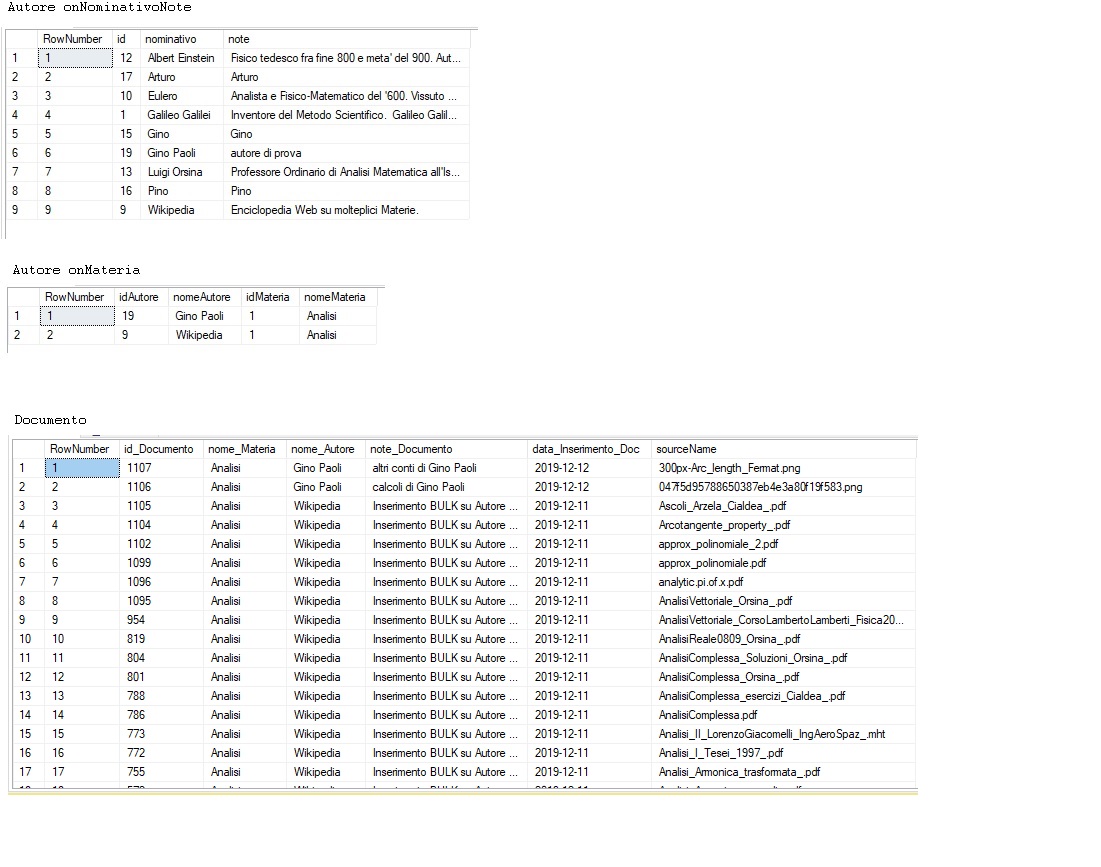 Autore onNominativoNote
RowNumber id nominativo note
1 1 12 Albert Einstein Fisico tedesco fra fine 800 e meta' del 900. Aut...
2 2 17 Arturo Arturo
3 3 10 Eulero Analista e Fisico-Matematico del '600. Vissuto ...
4 4 1 Galileo Galilei Inventore del Metodo Scientifico. Galileo Galil...
5 5 15 Gino Gino
6 6 19 Gino Paoli autore di prova
7 7 13 Luigi Orsina Professore Ordinario di Analisi Matematica all'Is...
8 8 16 Pino Pino
9 9 9 Wikipedia Enciclopedia Web su molteplici Materie.
Autore onMateria
RowNumber idAutore nomeAutore idMateria nomeMateria
1 1 19 Gino Paoli 1 Analisi
2 2 9 Wikipedia 1 Analisi
Documento
RowNumber id_Documento nome_Materia nome_Autore note_Documento data_Inserimento_Doc sourceName
1 1 1107 Analisi Gino Paoli altri conti di Gino Paoli 2019-12-12 300px-Arc_length_Fermat.png
2 2 1106 Analisi Gino Paoli calcoli di Gino Paoli 2019-12-12 047f5d95788650387eb4e3a80f19f583.png
3 3 1105 Analisi Wikipedia Inserimento BULK su Autore ... 2019-12-11 Ascoli_Arzela_Cialdea_.pdf
4 4 1104 Analisi Wikipedia Inserimento BULK su Autore ... 2019-12-11 Arcotangente_property_.pdf
5 5 1102 Analisi Wikipedia Inserimento BULK su Autore ... 2019-12-11 approx_polinomiale_2.pdf
6 6 1099 Analisi Wikipedia Inserimento BULK su Autore ... 2019-12-11 approx_polinomiale.pdf
7 7 1096 Analisi Wikipedia Inserimento BULK su Autore ... 2019-12-11 analytic.pi.of.x.pdf
8 8 1095 Analisi Wikipedia Inserimento BULK su Autore ... 2019-12-11 AnalisiVettoriale_Orsina_.pdf
9 9 954 Analisi Wikipedia Inserimento BULK su Autore ... 2019-12-11 AnalisiVettoriale_CorsoLambertoLamberti_Fisica20...
10 10 819 Analisi Wikipedia Inserimento BULK su Autore ... 2019-12-11 AnalisiReale0809_Orsina_.pdf
11 11 804 Analisi Wikipedia Inserimento BULK su Autore ... 2019-12-11 AnalisiComplessa_Soluzioni_Orsina_.pdf
12 12 801 Analisi Wikipedia Inserimento BULK su Autore ... 2019-12-11 AnalisiComplessa_Orsina_.pdf
13 13 788 Analisi Wikipedia Inserimento BULK su Autore ... 2019-12-11 AnalisiComplessa_esercizi_Cialdea_.pdf
14 14 786 Analisi Wikipedia Inserimento BULK su Autore ... 2019-12-11 AnalisiComplessa.pdf
15 15 773 Analisi Wikipedia Inserimento BULK su Autore ... 2019-12-11 Analisi_II_LorenzoGiacomelli_IngAeroSpaz_.mht
16 16 772 Analisi Wikipedia Inserimento BULK su Autore ... 2019-12-11 Analisi_I_Tesei_1997_.pdf
17 17 755 Analisi Wikipedia Inserimento BULK su Autore ... 2019-12-11 Analisi_Armonica_trasformata_.pdf